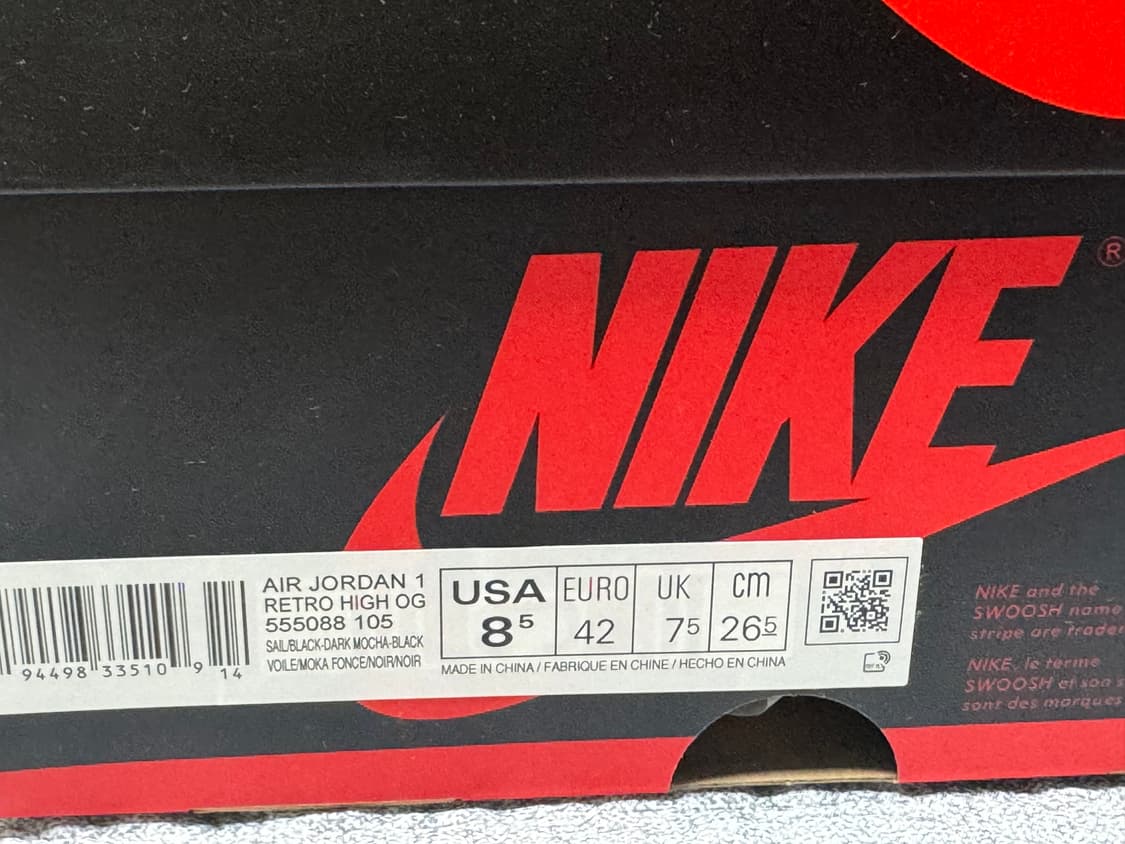 NIKE®
94498 33510 9 14
AIR JORDAN 1
RETRO HIGH OG
555088 105
SAIL/BLACK-DARK MOCHA-BLACK
VOILE/MOKA FONCE/NOIR/NOIR
USA EURO UK cm
8⁵ 42 7⁵ 26⁵
MADE IN CHINA / FABRIQUE EN CHINE / HECHO EN CHINA
NIKE and the
SWOOSH name
stripe are
NIKE, le terme
SWOOSH et son
sont des marques